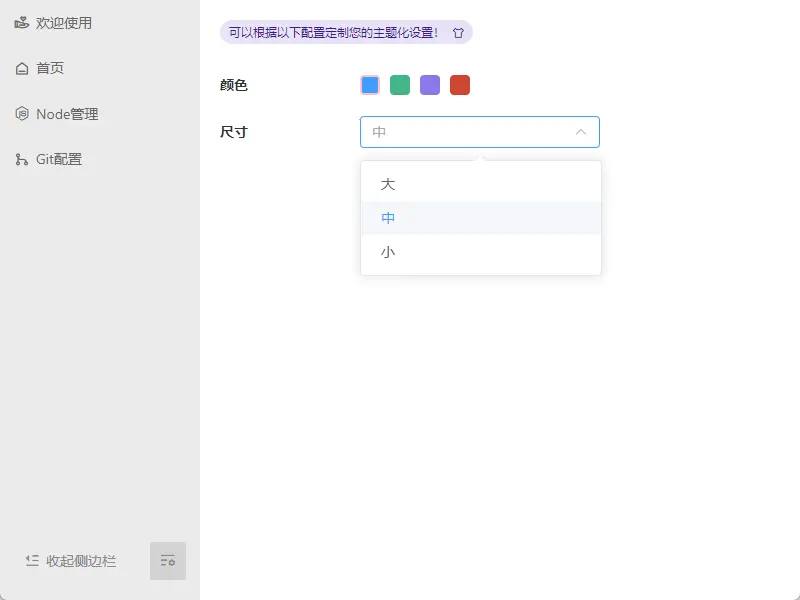 欢迎使用
首页
Node管理
Git配置
收起侧边栏
可以根据以下配置定制您的主题化设置！
颜色
尺寸
中
大
中
小